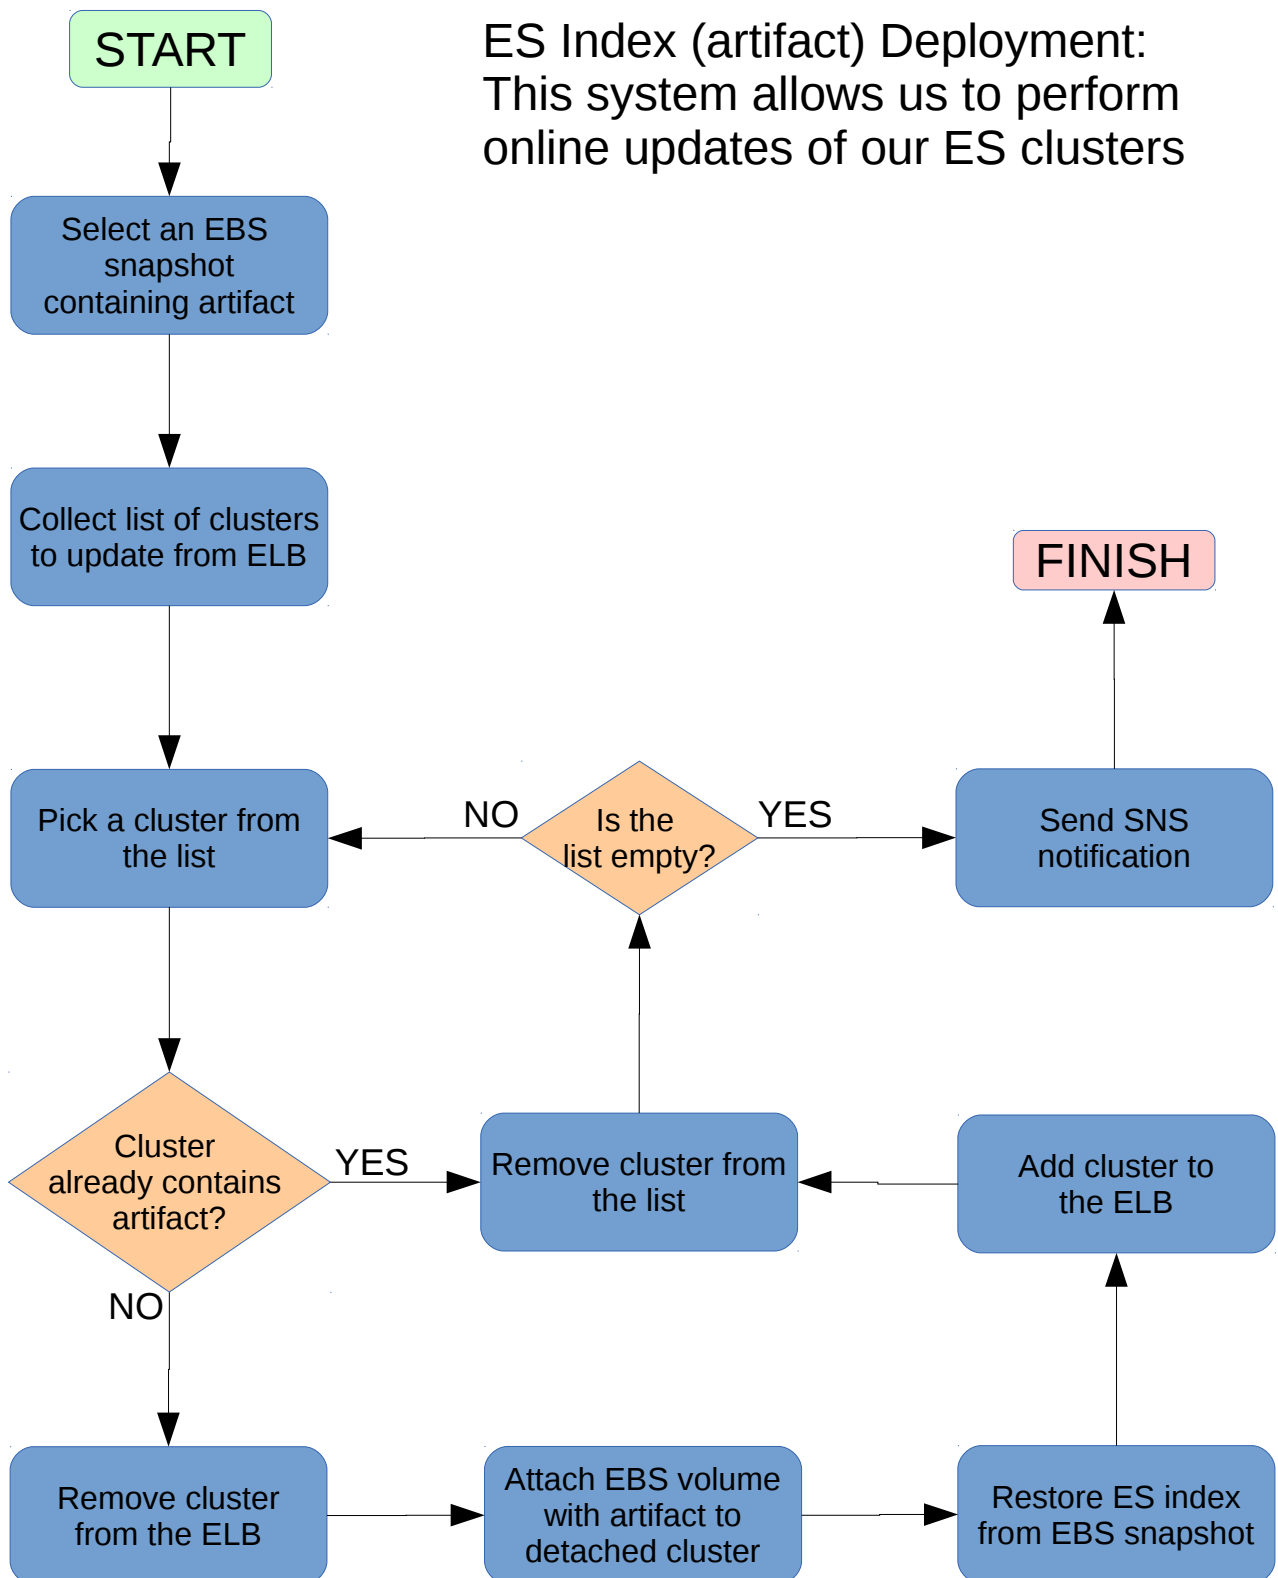 START
ES Index (artifact) Deployment:
This system allows us to perform
online updates of our ES clusters
Select an EBS
snapshot
containing artifact
Collect list of clusters
to update from ELB
FINISH
Pick a cluster from
the list
NO
Is the
list empty?
YES
Send SNS
notification
Cluster
already contains
artifact?
YES
NO
Remove cluster from
the list
Add cluster to
the ELB
Remove cluster
from the ELB
Attach EBS volume
with artifact to
detached cluster
Restore ES index
from EBS snapshot